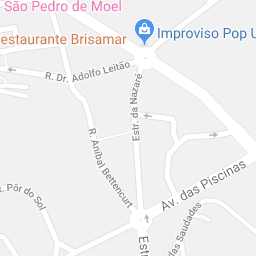 São Pedro de Moel
estaurante Brisamar
Improviso Pop U
R. Dr. Adolfo Leitão
Estr. da Nazaré
R. Aníbal Bettencourt
Av. das Piscinas
. Pôr do Sol
das Saudades
Estr